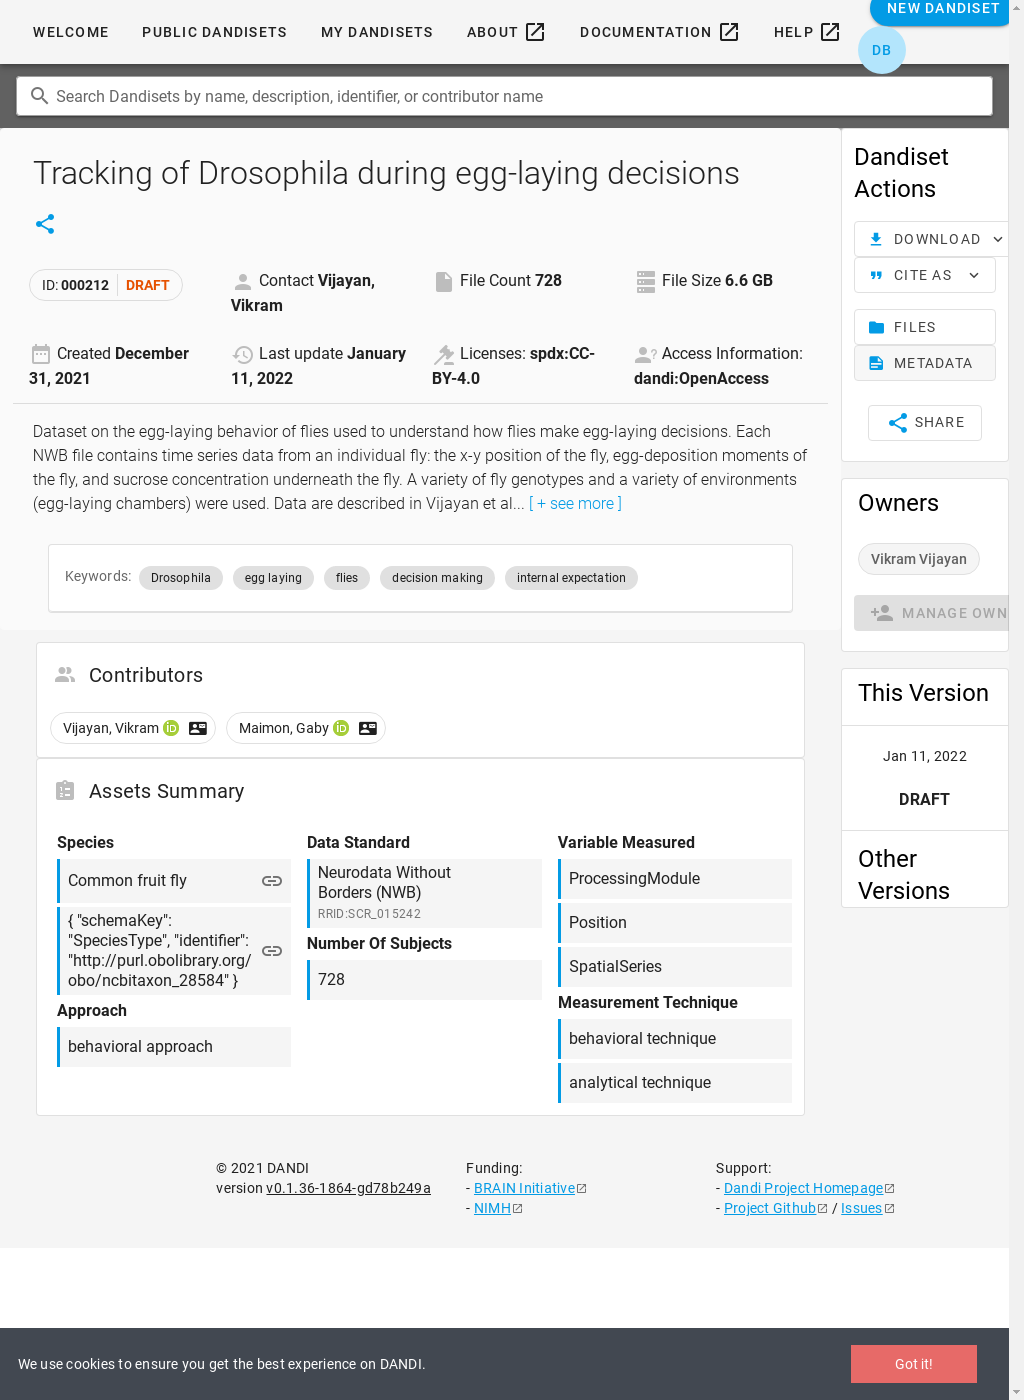 WELCOME
PUBLIC DANDISETS
MY DANDISETS
ABOUT
DOCUMENTATION
HELP
NEW DANDISET
DB
Search Dandisets by name, description, identifier, or contributor name
Tracking of Drosophila during egg-laying decisions
ID: 000212 DRAFT
Contact Vijayan,
Vikram
File Count 728
File Size 6.6 GB
Created December
31, 2021
Last update January
11, 2022
Licenses: spdx:CC-
BY-4.0
Access Information:
dandi:OpenAccess
Dataset on the egg-laying behavior of flies used to understand how flies make egg-laying decisions. Each
NWB file contains time series data from an individual fly: the x-y position of the fly, egg-deposition moments of
the fly, and sucrose concentration underneath the fly. A variety of fly genotypes and a variety of environments
(egg-laying chambers) were used. Data are described in Vijayan et al... [ + see more ]
Keywords: Drosophila egg laying flies decision making internal expectation
Contributors
Vijayan, Vikram iD
Maimon, Gaby iD
Assets Summary
Species
Common fruit fly
{ "schemaKey":
"SpeciesType", "identifier":
"http://purl.obolibrary.org/
obo/ncbitaxon_28584" }
Approach
behavioral approach
Data Standard
Neurodata Without
Borders (NWB)
RRID:SCR_015242
Number Of Subjects
728
Variable Measured
ProcessingModule
Position
SpatialSeries
Measurement Technique
behavioral technique
analytical technique
Dandiset
Actions
DOWNLOAD
CITE AS
FILES
METADATA
SHARE
Owners
Vikram Vijayan
MANAGE OWN
This Version
Jan 11, 2022
DRAFT
Other
Versions
© 2021 DANDI
version v0.1.36-1864-gd78b249a
Funding:
- BRAIN Initiative
- NIMH
Support:
- Dandi Project Homepage
- Project Github / Issues
We use cookies to ensure you get the best experience on DANDI.
Got it!